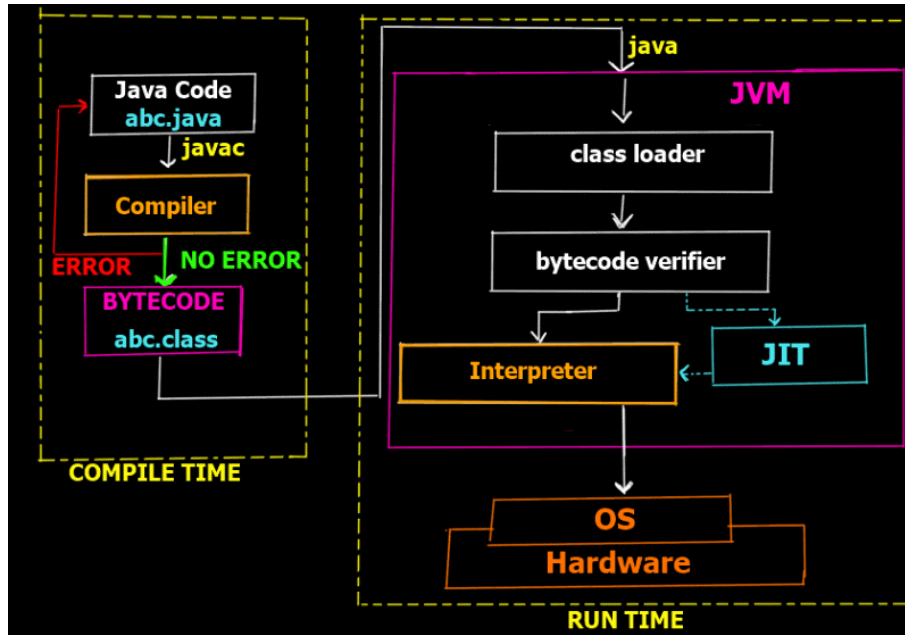 Java Code
abc.java
javac
Compiler
ERROR
NO ERROR
BYTECODE
abc.class
COMPILE TIME
java
JVM
class loader
bytecode verifier
Interpreter
JIT
OS
Hardware
RUN TIME